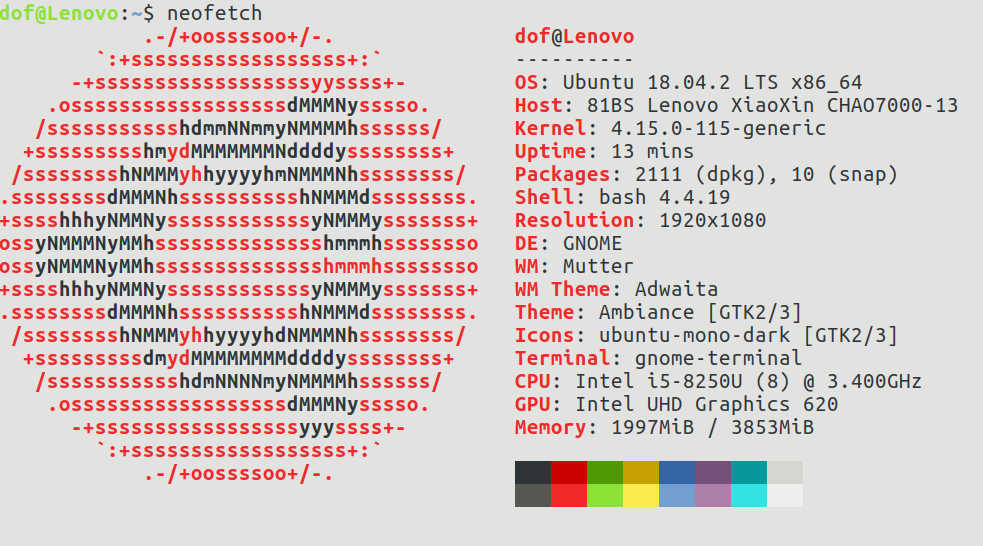 dof@Lenovo:~$ neofetch
.-/+oossssoo+/-.
`:+ssssssssssssssssss+:`
-+ssssssssssssssssssyyssss+-
.ossssssssssssssssssdMMMNysssso.
/ssssssssssshdmmNNmmyNMMMMhssssss/
+ssssssssshmydMMMMMMMNddddyssssssss+
/sssssssshNMMMyhhyyyyhmNMMMNhssssssss/
.ssssssssdMMMNhsssssssssshNMMMdssssssss.
+sssshhhyNMMNyssssssssssssyNMMMysssssss+
ossyNMMMNyMMhsssssssssssssshmmmhssssssso
ossyNMMMNyMMhsssssssssssssshmmmhssssssso
+sssshhhyNMMNyssssssssssssyNMMMysssssss+
.ssssssssdMMMNhsssssssssshNMMMdssssssss.
/sssssssshNMMMyhhyyyyhdNMMMNhssssssss/
+sssssssssdmydMMMMMMMMddddyssssssss+
/ssssssssssshdmNNNNmyNMMMMhssssss/
.ossssssssssssssssssdMMMNysssso.
-+sssssssssssssssssyyyssss+-
`:+ssssssssssssssssss+:`
.-/+oossssoo+/-.
dof@Lenovo
----------
OS: Ubuntu 18.04.2 LTS x86_64
Host: 81BS Lenovo XiaoXin CHAO7000-13
Kernel: 4.15.0-115-generic
Uptime: 13 mins
Packages: 2111 (dpkg), 10 (snap)
Shell: bash 4.4.19
Resolution: 1920x1080
DE: GNOME
WM: Mutter
WM Theme: Adwaita
Theme: Ambiance [GTK2/3]
Icons: ubuntu-mono-dark [GTK2/3]
Terminal: gnome-terminal
CPU: Intel i5-8250U (8) @ 3.400GHz
GPU: Intel UHD Graphics 620
Memory: 1997MiB / 3853MiB